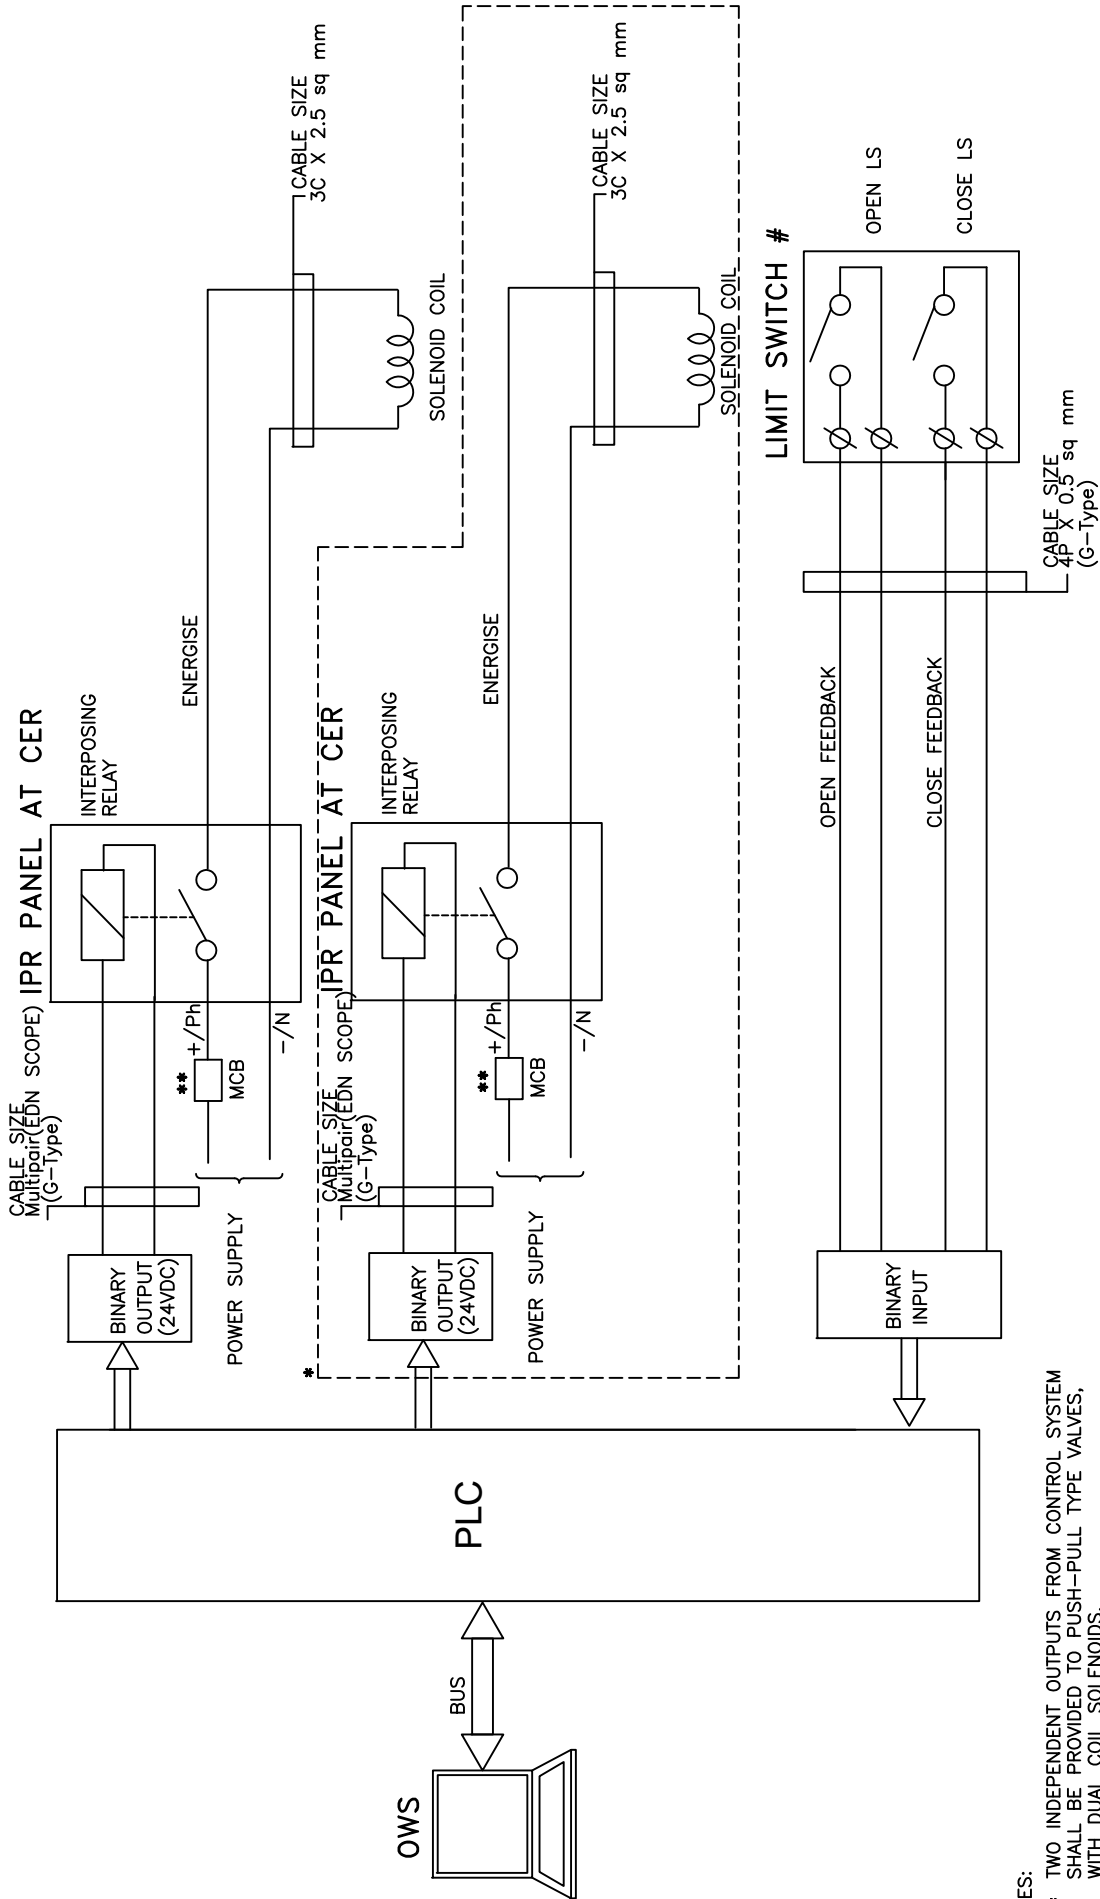 OWS
BUS
PLC
BINARY
OUTPUT
(24VDC)
CABLE SIZE
Multipair(EDN SCOPE)
(G-Type)
POWER SUPPLY
**
MCB
+/Ph
-/N
IPR PANEL AT CER
INTERPOSING
RELAY
ENERGISE
SOLENOID COIL
CABLE SIZE
3C X 2.5 sq mm
*
BINARY
OUTPUT
(24VDC)
CABLE SIZE
Multipair(EDN SCOPE)
(G-Type)
POWER SUPPLY
**
MCB
+/Ph
-/N
IPR PANEL AT CER
INTERPOSING
RELAY
ENERGISE
SOLENOID COIL
CABLE SIZE
3C X 2.5 sq mm
BINARY
INPUT
OPEN FEEDBACK
CLOSE FEEDBACK
CABLE SIZE
4P X 0.5 sq mm
(G-Type)
LIMIT SWITCH #
OPEN LS
CLOSE LS
ES:
TWO INDEPENDENT OUTPUTS FROM CONTROL SYSTEM
SHALL BE PROVIDED TO PUSH-PULL TYPE VALVES,
WITH DUAL COIL SOLENOIDS.